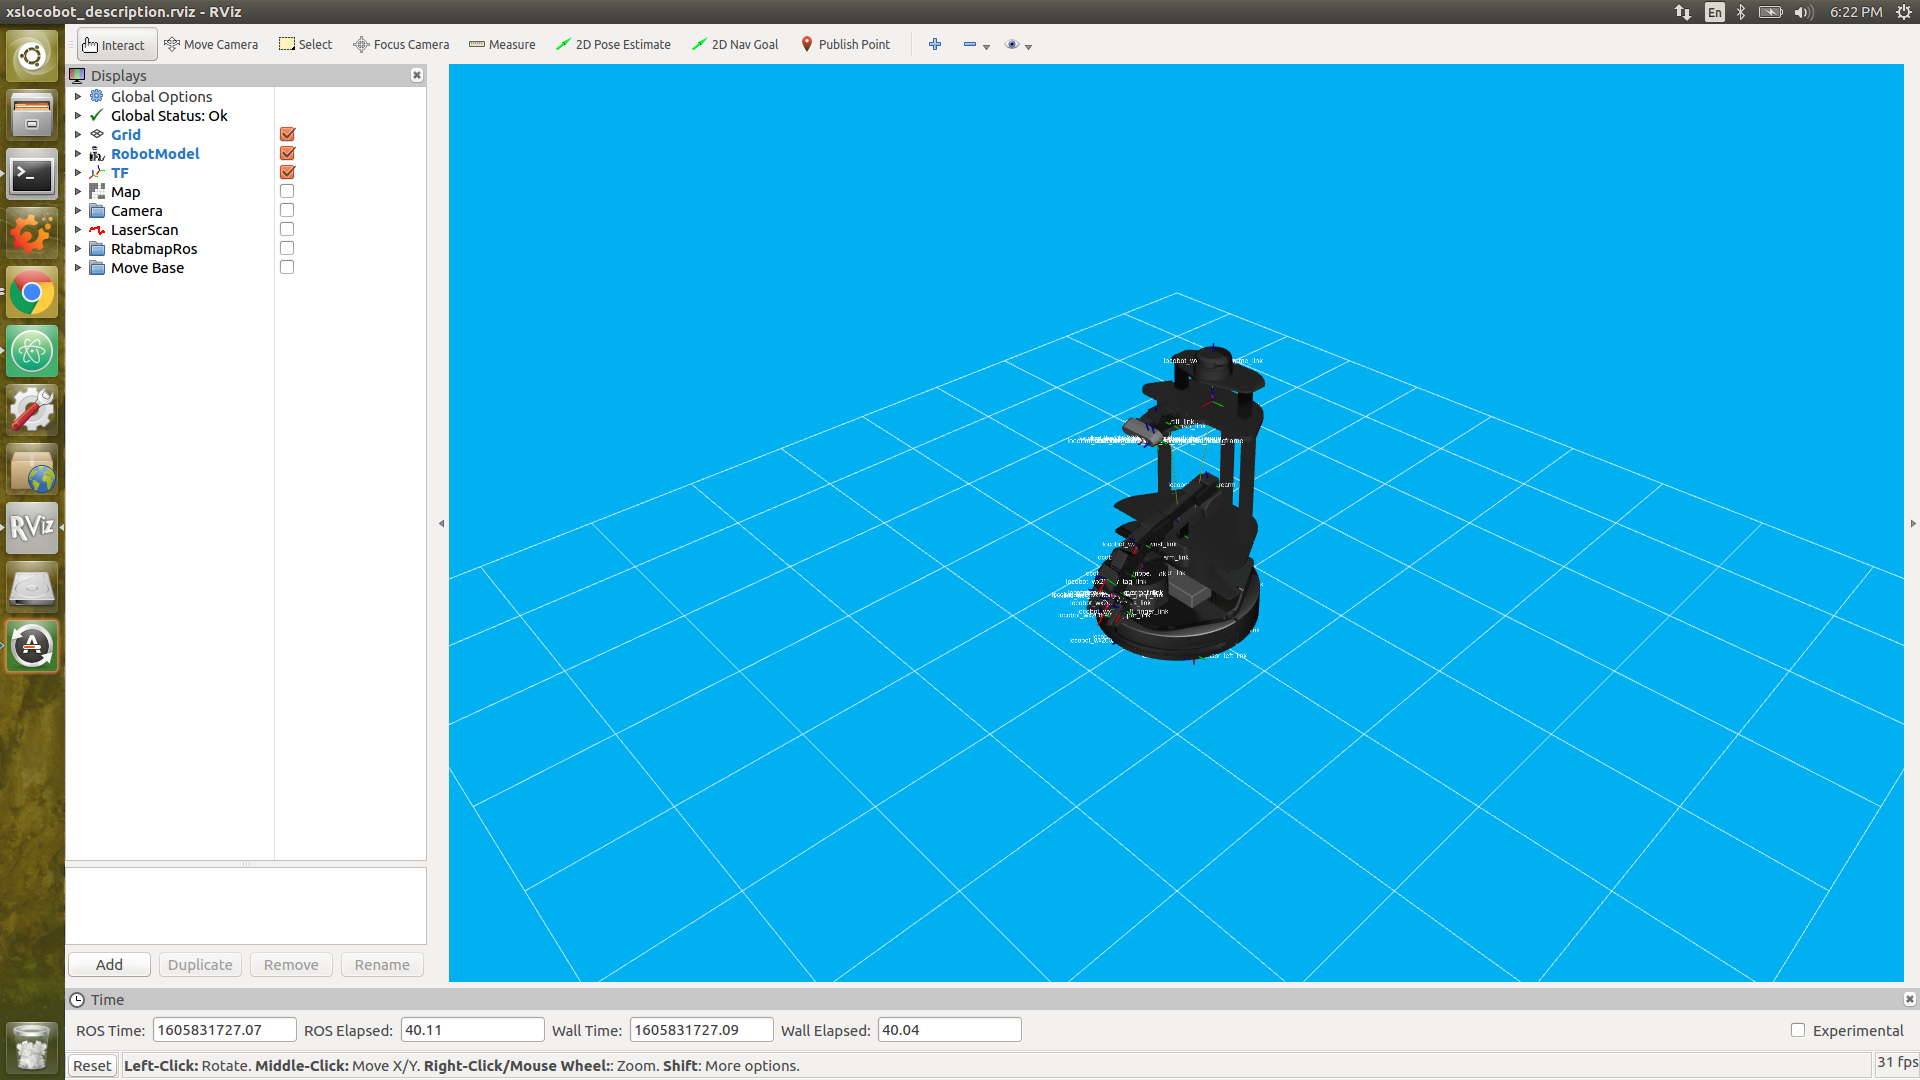 xslocobot_description.rviz - RViz
En
6:22 PM
Interact
Move Camera
Select
Focus Camera
Measure
2D Pose Estimate
2D Nav Goal
Publish Point
Displays
Global Options
Global Status: Ok
Grid
RobotModel
TF
Map
Camera
LaserScan
RtabmapRos
Move Base
RViz
Add
Duplicate
Remove
Rename
Time
ROS Time: 1605831727.07
ROS Elapsed: 40.11
Wall Time: 1605831727.09
Wall Elapsed: 40.04
Experimental
Reset
Left-Click: Rotate. Middle-Click: Move X/Y. Right-Click/Mouse Wheel:: Zoom. Shift: More options.
31 fps